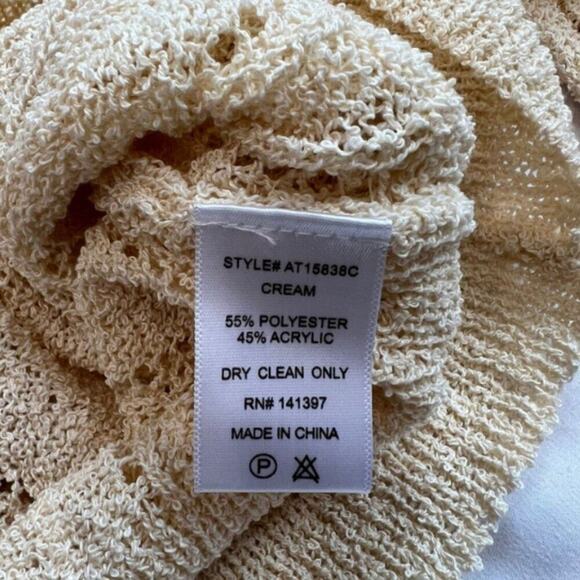 STYLE# AT15838C
CREAM
55% POLYESTER
45% ACRYLIC
DRY CLEAN ONLY
RN# 141397
MADE IN CHINA
P